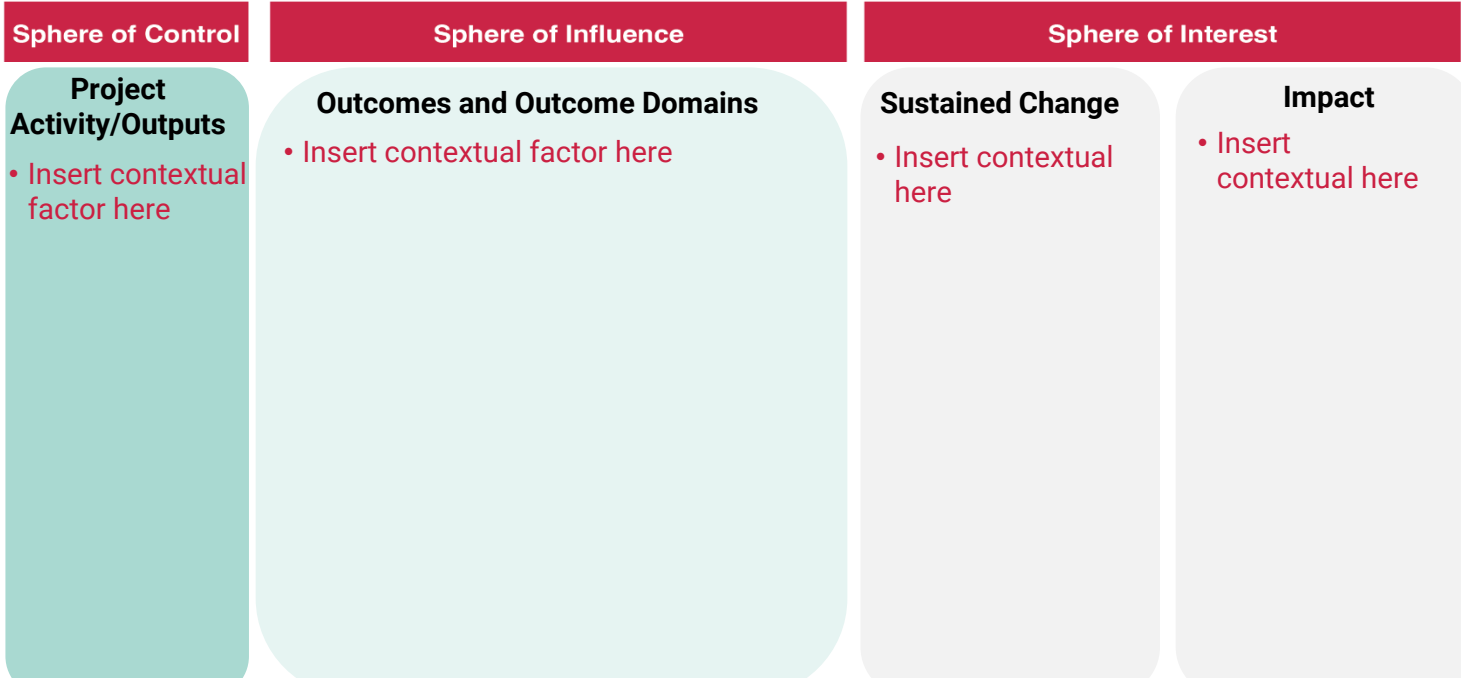 Sphere of Control
Sphere of Influence
Sphere of Interest
Project
Activity/Outputs
• Insert contextual
factor here
Outcomes and Outcome Domains
• Insert contextual factor here
Sustained Change
• Insert contextual
here
Impact
• Insert
contextual here